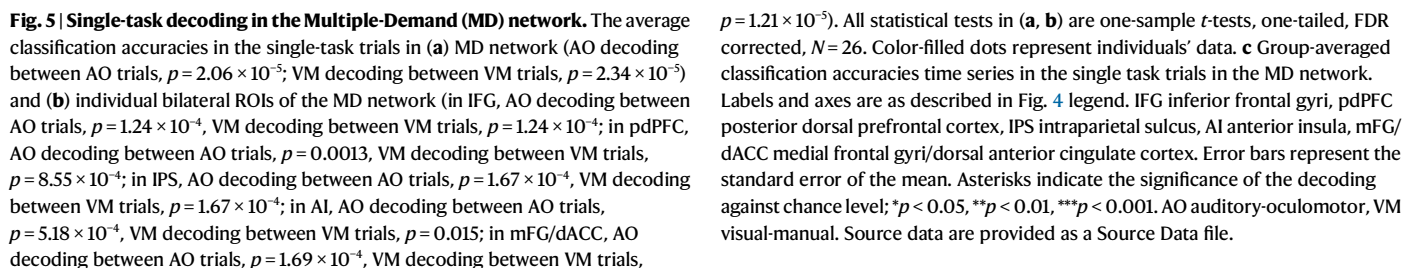 Fig. 5 | Single-task decoding in the Multiple-Demand (MD) network. The average
classification accuracies in the single-task trials in (a) MD network (AO decoding
between AO trials, p = 2.06 × 10⁻⁵; VM decoding between VM trials, p = 2.34 × 10⁻⁵)
and (b) individual bilateral ROIs of the MD network (in IFG, AO decoding between
AO trials, p = 1.24 × 10⁻⁴, VM decoding between VM trials, p = 1.24 × 10⁻⁴; in pdPFC,
AO decoding between AO trials, p = 0.0013, VM decoding between VM trials,
p = 8.55 × 10⁻⁴; in IPS, AO decoding between AO trials, p = 1.67 × 10⁻⁴, VM decoding
between VM trials, p = 1.67 × 10⁻⁴; in AI, AO decoding between AO trials,
p = 5.18 × 10⁻⁴, VM decoding between VM trials, p = 0.015; in mFG/dACC, AO
decoding between AO trials, p = 1.69 × 10⁻⁴, VM decoding between VM trials,
p = 1.21 × 10⁻⁵). All statistical tests in (a, b) are one-sample t-tests, one-tailed, FDR
corrected, N = 26. Color-filled dots represent individuals' data. c Group-averaged
classification accuracies time series in the single task trials in the MD network.
Labels and axes are as described in Fig. 4 legend. IFG inferior frontal gyri, pdPFC
posterior dorsal prefrontal cortex, IPS intraparietal sulcus, AI anterior insula, mFG/
dACC medial frontal gyri/dorsal anterior cingulate cortex. Error bars represent the
standard error of the mean. Asterisks indicate the significance of the decoding
against chance level; *p < 0.05, **p < 0.01, ***p < 0.001. AO auditory-oculomotor, VM
visual-manual. Source data are provided as a Source Data file.